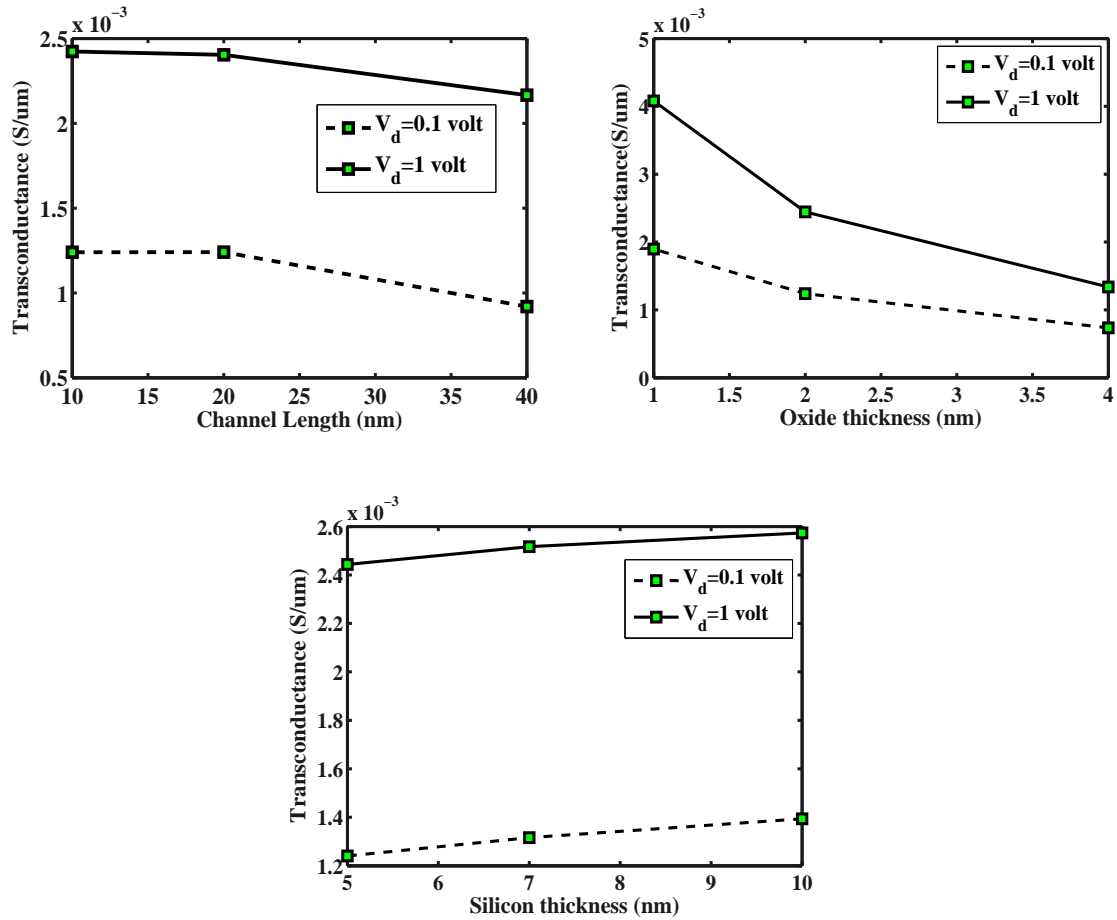 x 10⁻³
2.5
2
1.5
1
0.5
Transconductance (S/um)
V_d=0.1 volt
V_d=1 volt
10 15 20 25 30 35 40
Channel Length (nm)
x 10⁻³
5
4
3
2
1
0
Transconductance(S/um)
V_d=0.1 volt
V_d=1 volt
1 1.5 2 2.5 3 3.5 4
Oxide thickness (nm)
x 10⁻³
2.6
2.4
2.2
2
1.8
1.6
1.4
1.2
Transconductance (S/um)
V_d=0.1 volt
V_d=1 volt
5 6 7 8 9 10
Silicon thickness (nm)